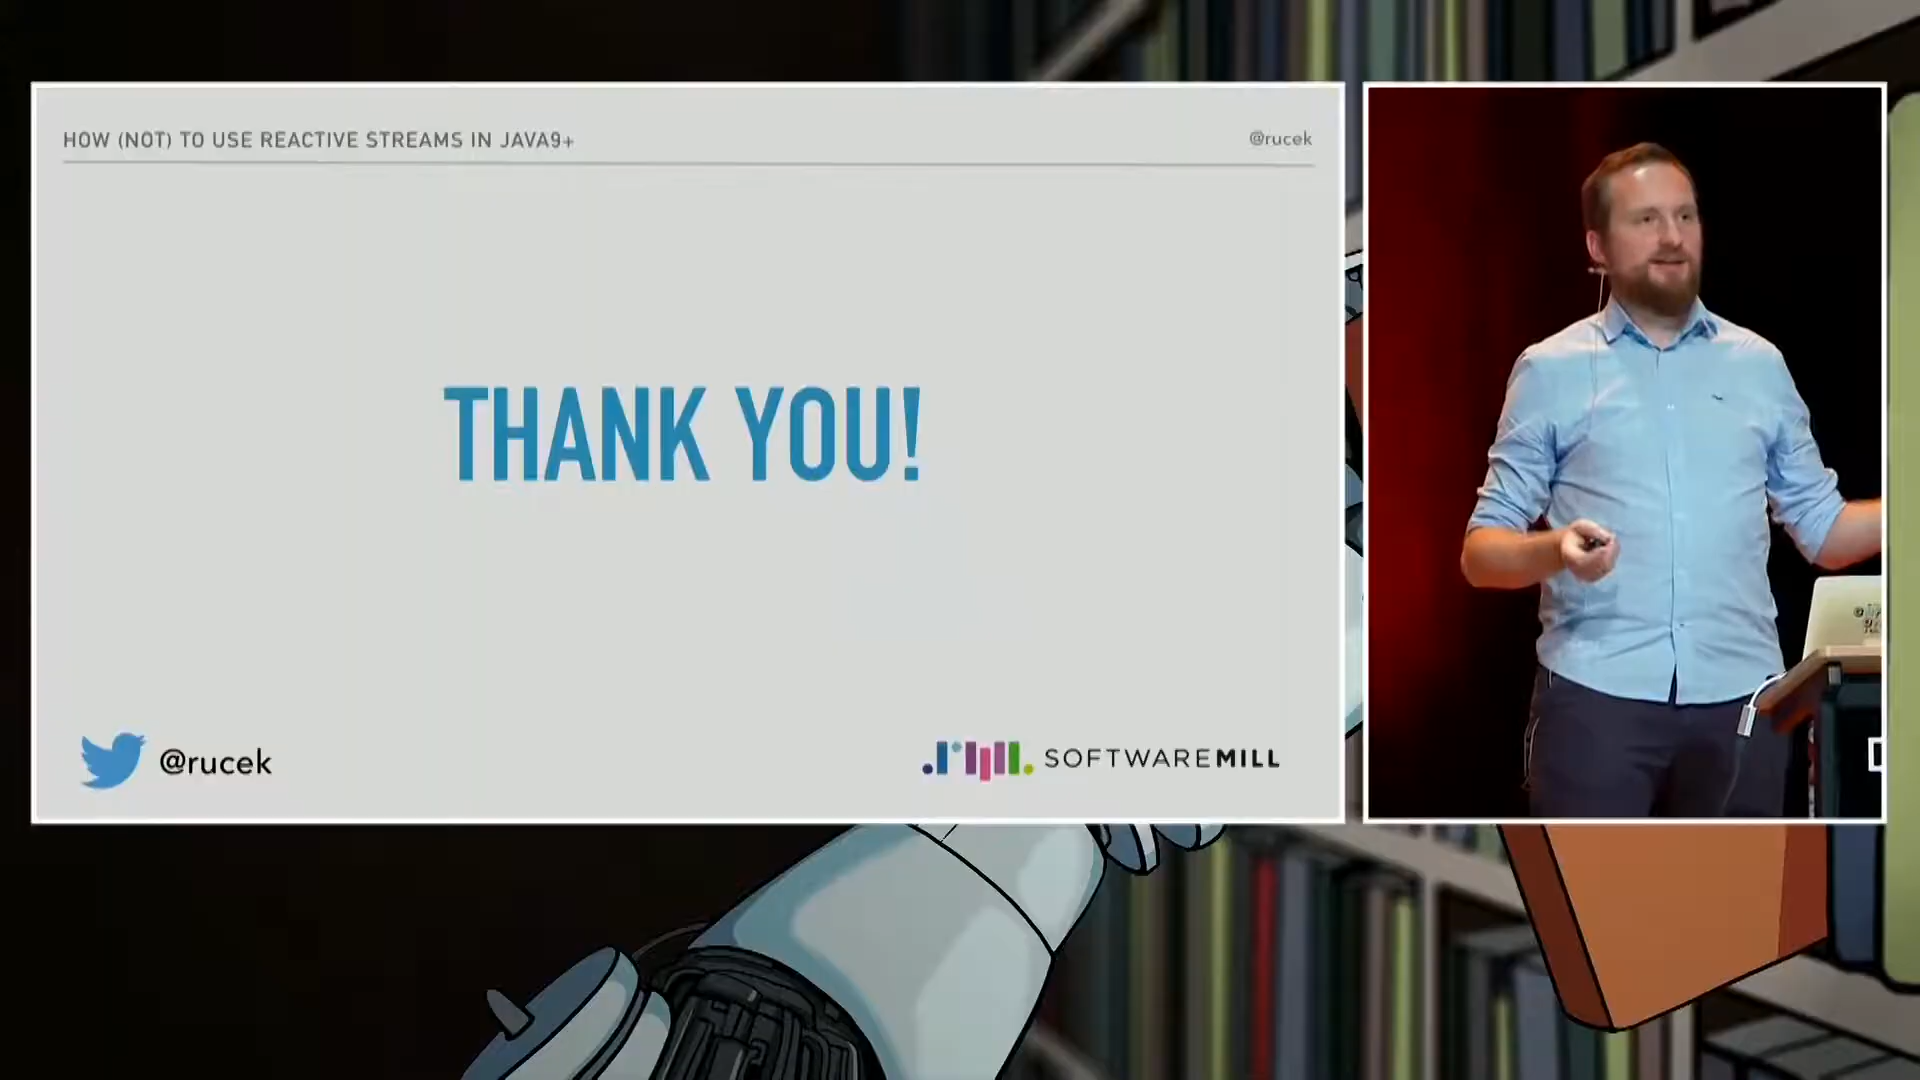 HOW (NOT) TO USE REACTIVE STREAMS IN JAVA9+
@rucek
THANK YOU!
@rucek
SOFTWAREMILL